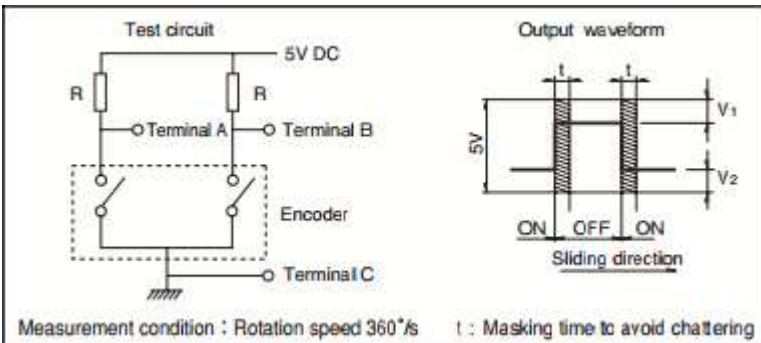 Test circuit
5V DC
R
R
Terminal A
Terminal B
Encoder
Terminall C
Output waveform
t
t
V1
5V
V2
ON OFF ON
Sliding direction
Measurement condition : Rotation speed 360°/s
t : Masking time to avoid chattering